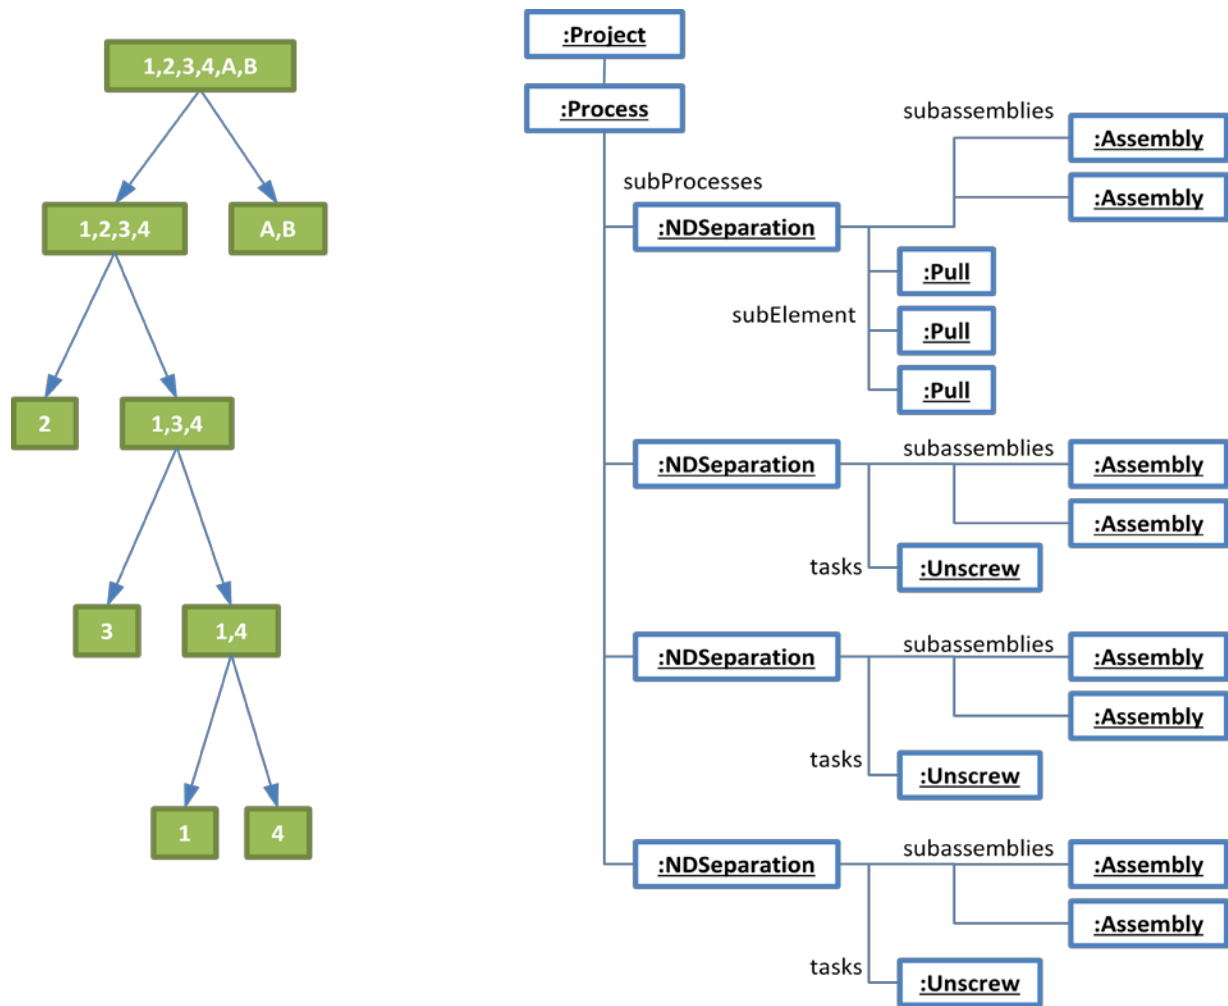 1,2,3,4,A,B
1,2,3,4
A,B
2
1,3,4
3
1,4
1
4
:Project
:Process
subProcesses
:NDSeparation
subassemblies
:Assembly
:Assembly
subElement
:Pull
:Pull
:Pull
:NDSeparation
subassemblies
:Assembly
:Assembly
tasks
:Unscrew
:NDSeparation
subassemblies
:Assembly
:Assembly
tasks
:Unscrew
:NDSeparation
subassemblies
:Assembly
:Assembly
tasks
:Unscrew